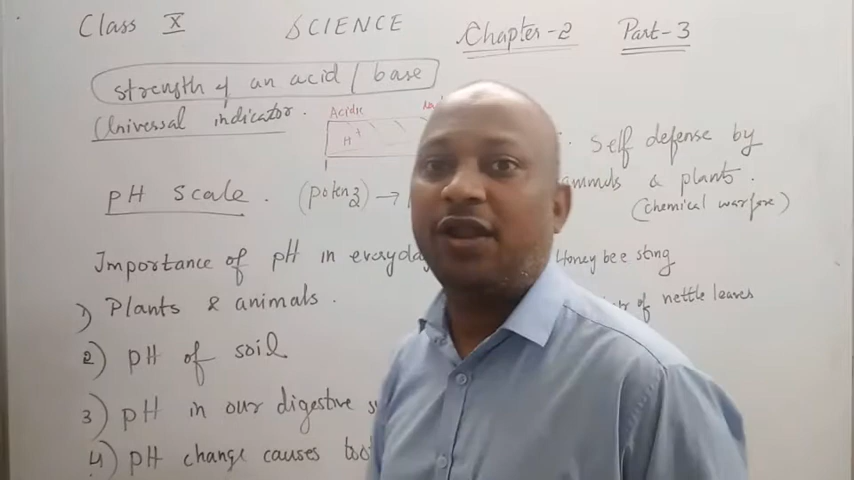 Class X SCIENCE Chapter-2 Part-3
strength of an acid / base
Universal indicator.
Acidic
H+
pH Scale. (potenz) →
Importance of pH in everyday
1) Plants & animals.
2) pH of soil
3) pH in our digestive
4) pH change causes
Self defense by
& plants.
(chemical warfare)
Honey bee sting
of nettle leaves